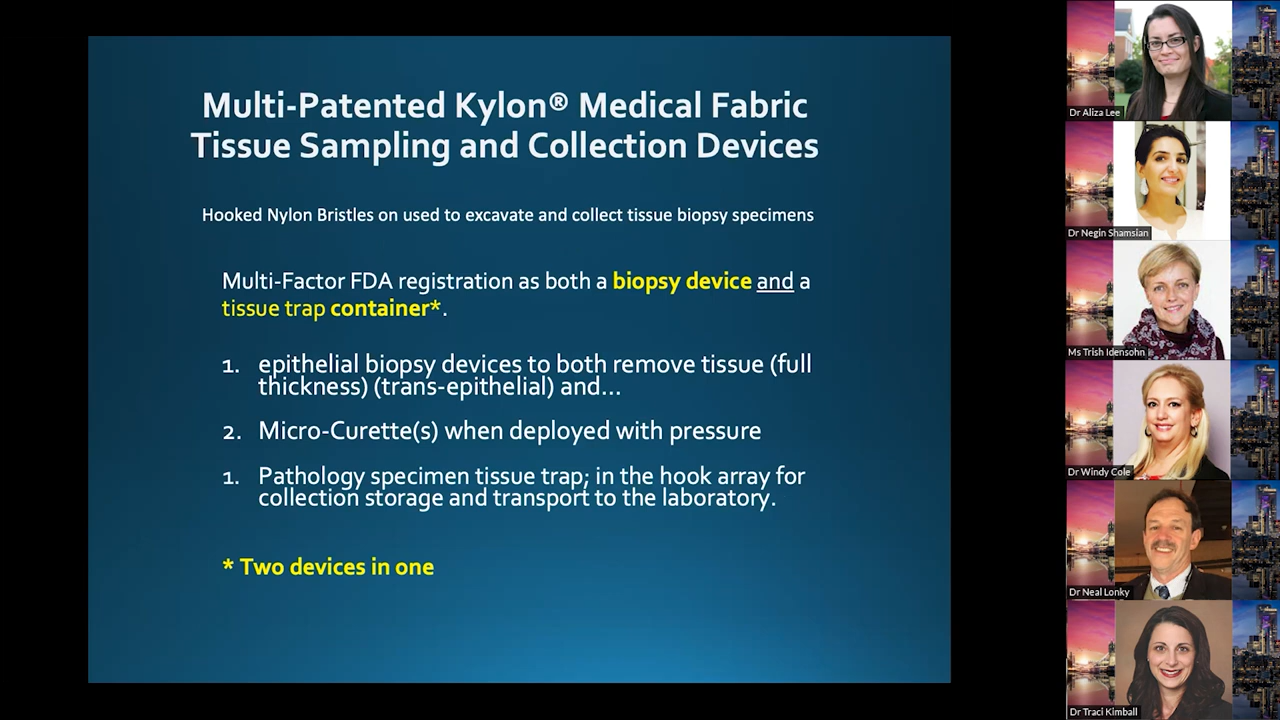 Multi-Patented Kylon® Medical Fabric
Tissue Sampling and Collection Devices
Hooked Nylon Bristles on used to excavate and collect tissue biopsy specimens
Multi-Factor FDA registration as both a biopsy device and a
tissue trap container*.
1. epithelial biopsy devices to both remove tissue (full
thickness) (trans-epithelial) and...
2. Micro-Curette(s) when deployed with pressure
1. Pathology specimen tissue trap; in the hook array for
collection storage and transport to the laboratory.
* Two devices in one
Dr Aliza Lee
Dr Negin Shamsian
Ms Trish Idensohn
Dr Windy Cole
Dr Neal Lonky
Dr Traci Kimball